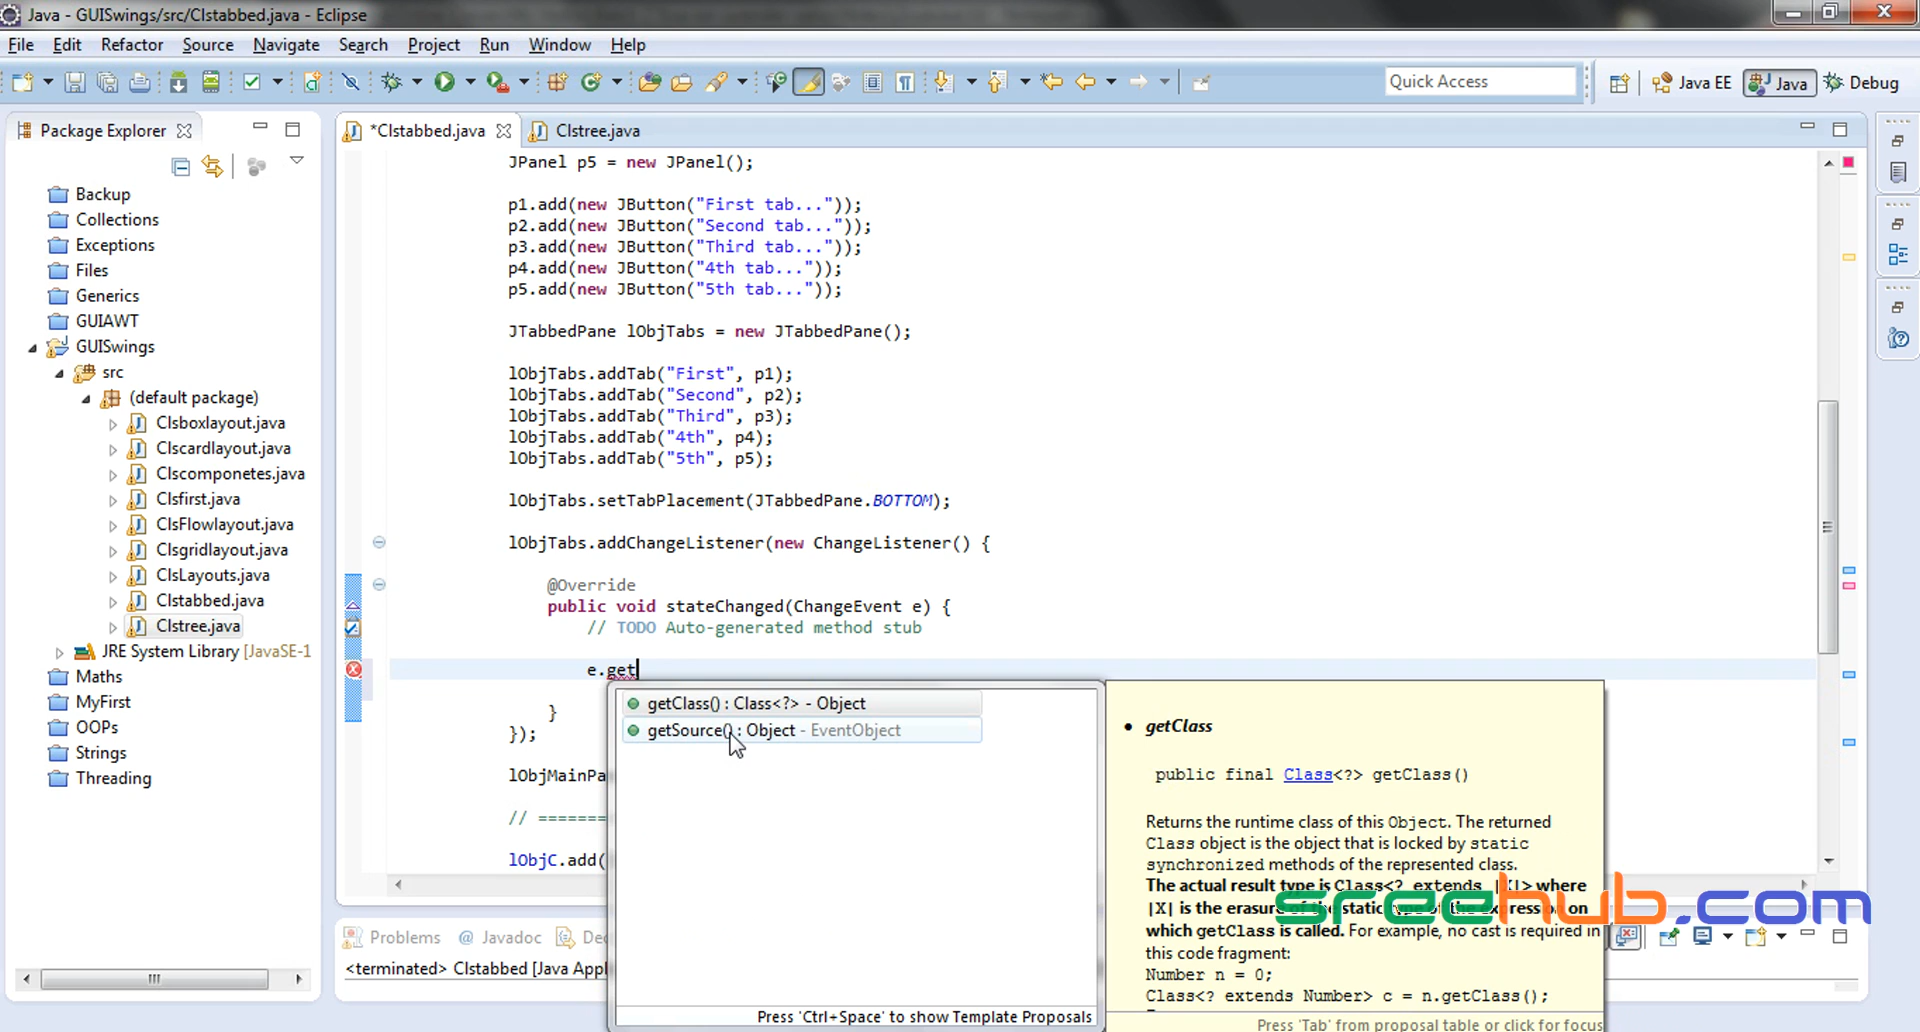 Java - GUISwings/src/Clstabbed.java - Eclipse
File Edit Refactor Source Navigate Search Project Run Window Help
Quick Access
Java EE
Java
Debug
Package Explorer
*Clstabbed.java
Clstree.java
Backup
Collections
Exceptions
Files
Generics
GUIAWT
GUISwings
src
(default package)
Clsboxlayout.java
Clscardlayout.java
Clscomponetes.java
Clsfirst.java
ClsFlowlayout.java
Clsgridlayout.java
ClsLayouts.java
Clstabbed.java
Clstree.java
JRE System Library [JavaSE-1
Maths
MyFirst
OOPs
Strings
Threading
JPanel p5 = new JPanel();
p1.add(new JButton("First tab..."));
p2.add(new JButton("Second tab..."));
p3.add(new JButton("Third tab..."));
p4.add(new JButton("4th tab..."));
p5.add(new JButton("5th tab..."));
JTabbedPane lObjTabs = new JTabbedPane();
lObjTabs.addTab("First", p1);
lObjTabs.addTab("Second", p2);
lObjTabs.addTab("Third", p3);
lObjTabs.addTab("4th", p4);
lObjTabs.addTab("5th", p5);
lObjTabs.setTabPlacement(JTabbedPane.BOTTOM);
lObjTabs.addChangeListener(new ChangeListener() {
@Override
public void stateChanged(ChangeEvent e) {
// TODO Auto-generated method stub
e.get
}
});
lObjMainPa
// =======
lObjC.add(
getClass() : Class<?> - Object
getSource() : Object - EventObject
Press 'Ctrl+Space' to show Template Proposals
getClass
public final Class<?> getClass()
Returns the runtime class of this Object. The returned
Class object is the object that is locked by static
synchronized methods of the represented class.
The actual result type is Class<? extends |X|> where
|X| is the erasure of the static type of the expression on
which getClass is called. For example, no cast is required in
this code fragment:
Number n = 0;
Class<? extends Number> c = n.getClass();
Press 'Tab' from proposal table or click for focus
sreehub.com
Problems
@ Javadoc
Dec
<terminated> Clstabbed [Java Appl